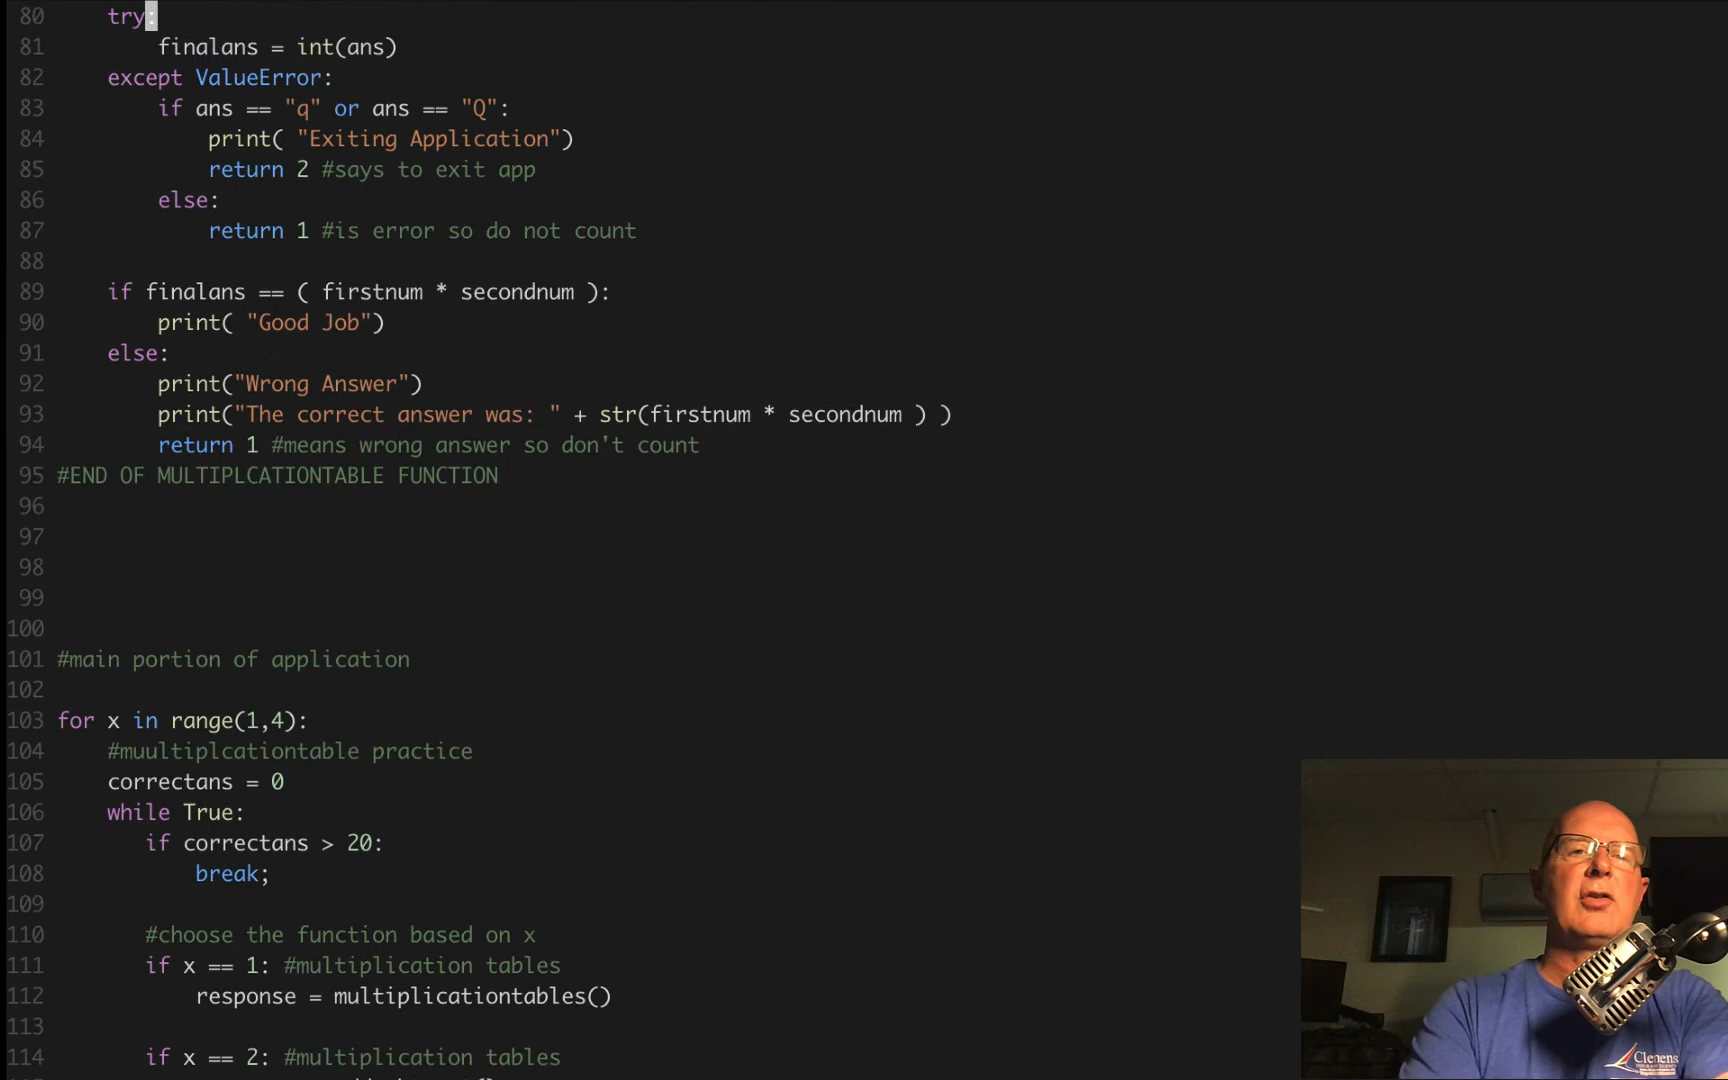 80 try:
81 finalans = int(ans)
82 except ValueError:
83 if ans == "q" or ans == "Q":
84 print( "Exiting Application")
85 return 2 #says to exit app
86 else:
87 return 1 #is error so do not count
88
89 if finalans == ( firstnum * secondnum ):
90 print( "Good Job")
91 else:
92 print("Wrong Answer")
93 print("The correct answer was: " + str(firstnum * secondnum ) )
94 return 1 #means wrong answer so don't count
95 #END OF MULTIPLCATIONTABLE FUNCTION
96
97
98
99
100
101 #main portion of application
102
103 for x in range(1,4):
104 #muultiplcationtable practice
105 correctans = 0
106 while True:
107 if correctans > 20:
108 break;
109
110 #choose the function based on x
111 if x == 1: #multiplication tables
112 response = multiplicationtables()
113
114 if x == 2: #multiplication tables
Clemens